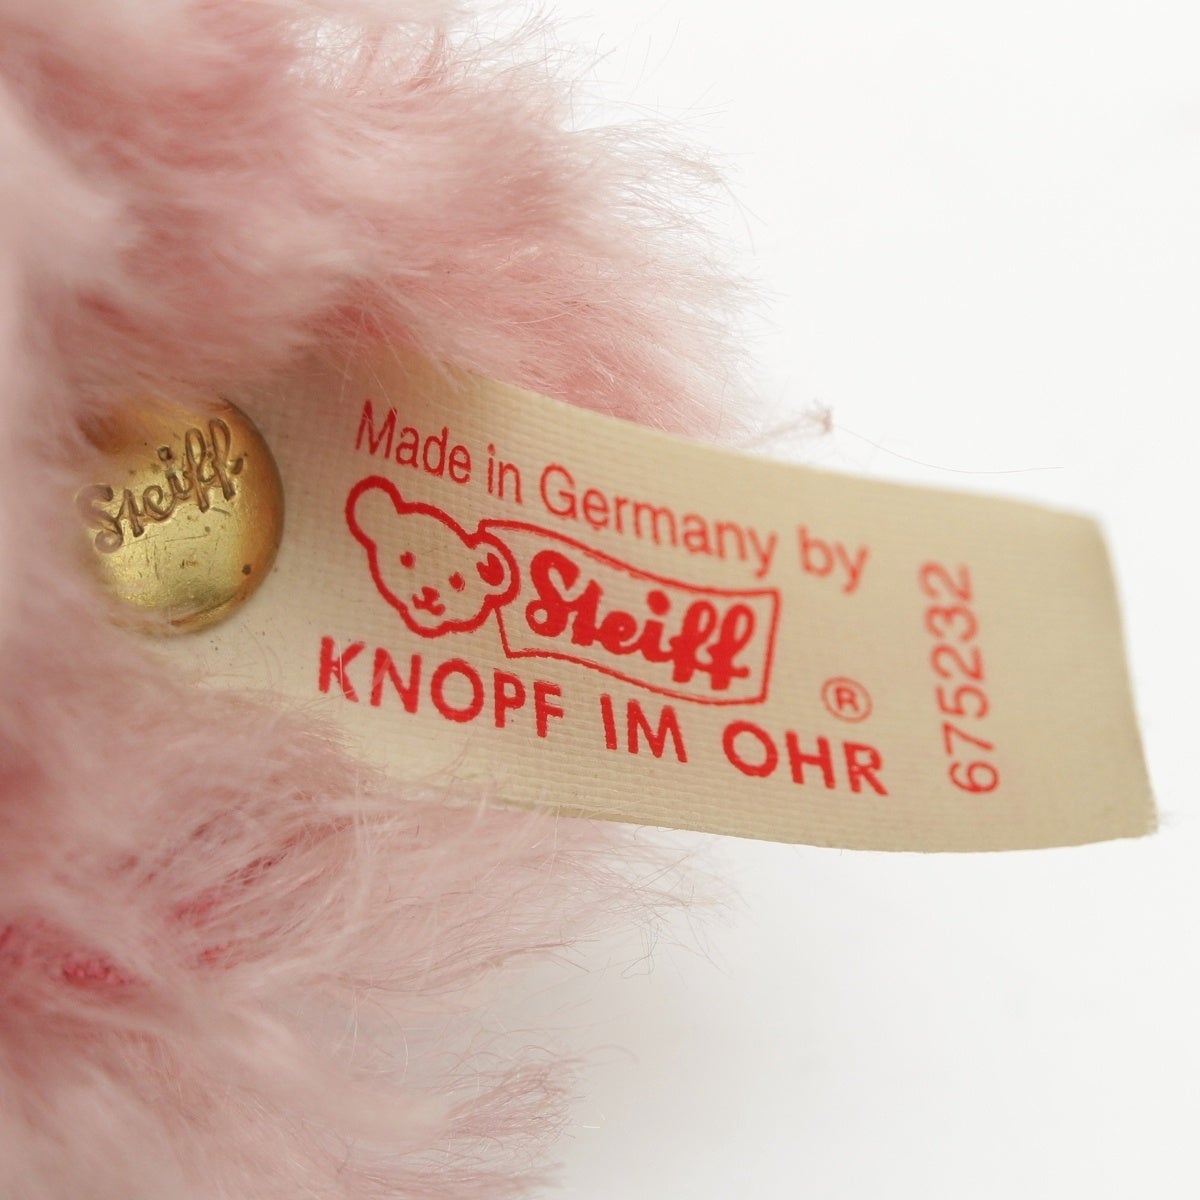 Steiff
Made in Germany by
Steiff
KNOPF IM OHR ®
675232